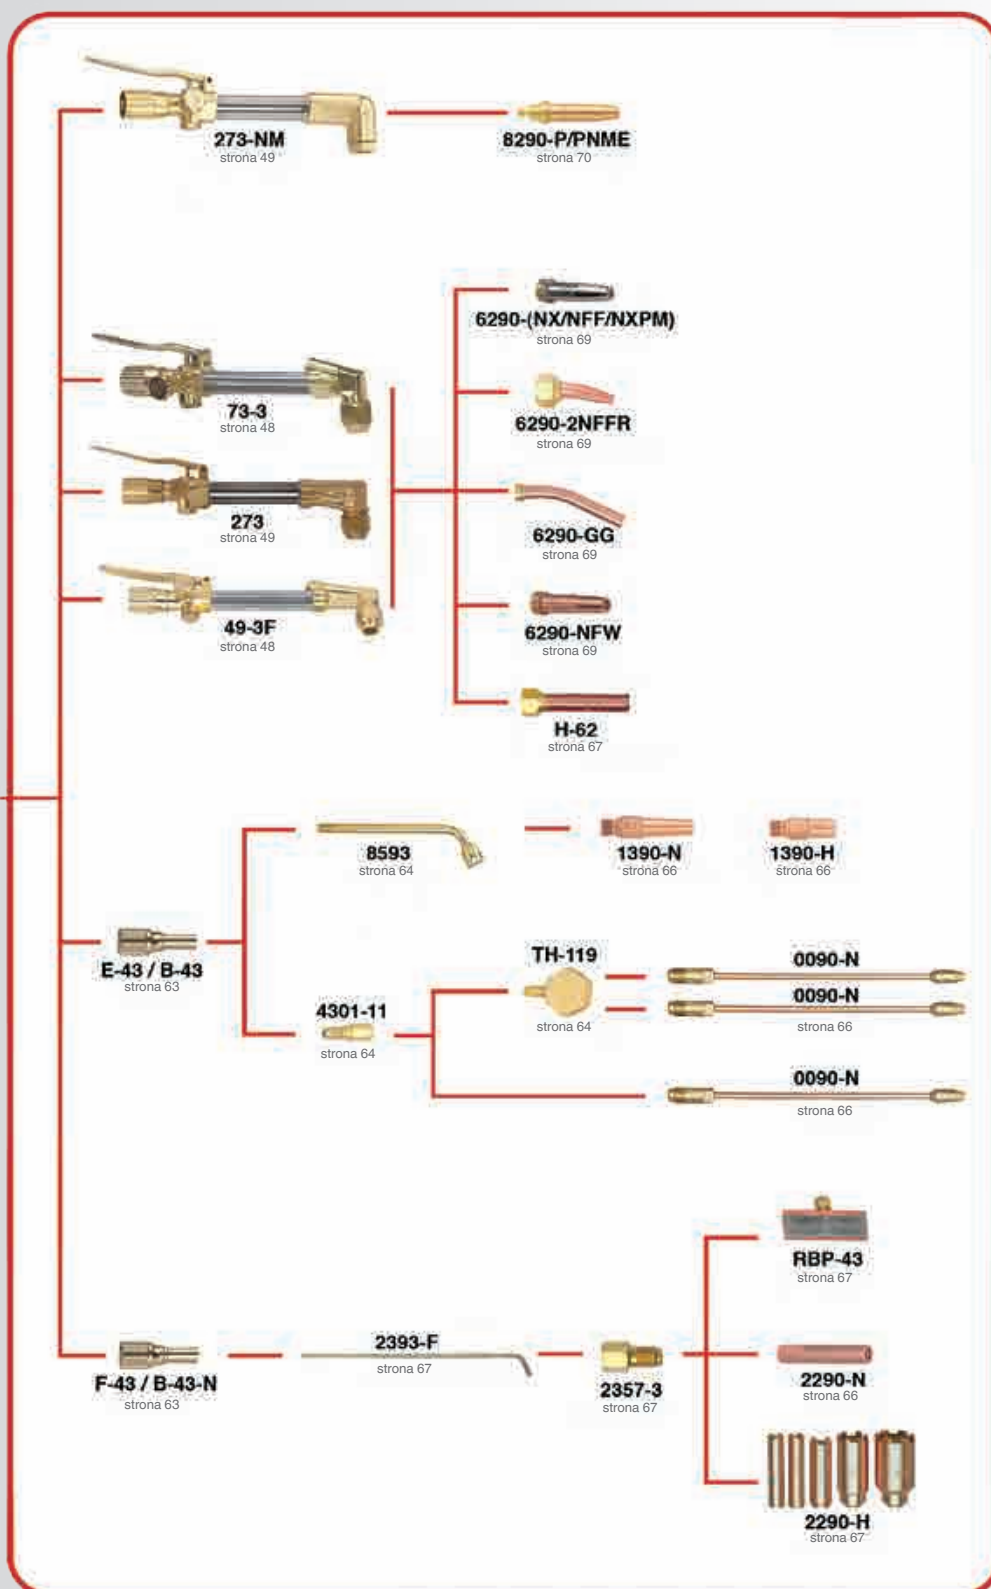 273-NM
strona 49
8290-P/PNME
strona 70
6290-(NX/NFF/NXPM)
strona 69
73-3
strona 48
6290-2NFFR
strona 69
273
strona 49
6290-GG
strona 69
49-3F
strona 48
6290-NFW
strona 69
H-62
strona 67
8593
strona 64
1390-N
strona 66
1390-H
strona 66
E-43 / B-43
strona 63
4301-11
strona 64
TH-119
strona 64
0090-N
0090-N
strona 66
0090-N
strona 66
RBP-43
strona 67
F-43 / B-43-N
strona 63
2393-F
strona 67
2357-3
strona 67
2290-N
strona 66
2290-H
strona 67